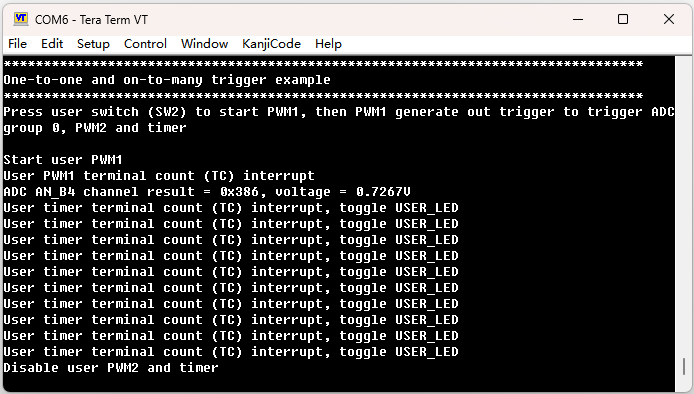 VT
COM6 - Tera Term VT
File Edit Setup Control Window KanjiCode Help
********************************************************************************
One-to-one and on-to-many trigger example
********************************************************************************
Press user switch (SW2) to start PWM1, then PWM1 generate out trigger to trigger ADC
group 0, PWM2 and timer
Start user PWM1
User PWM1 terminal count (TC) interrupt
ADC AN_B4 channel result = 0x386, voltage = 0.7267V
User timer terminal count (TC) interrupt, toggle USER_LED
User timer terminal count (TC) interrupt, toggle USER_LED
User timer terminal count (TC) interrupt, toggle USER_LED
User timer terminal count (TC) interrupt, toggle USER_LED
User timer terminal count (TC) interrupt, toggle USER_LED
User timer terminal count (TC) interrupt, toggle USER_LED
User timer terminal count (TC) interrupt, toggle USER_LED
User timer terminal count (TC) interrupt, toggle USER_LED
User timer terminal count (TC) interrupt, toggle USER_LED
User timer terminal count (TC) interrupt, toggle USER_LED
Disable user PWM2 and timer